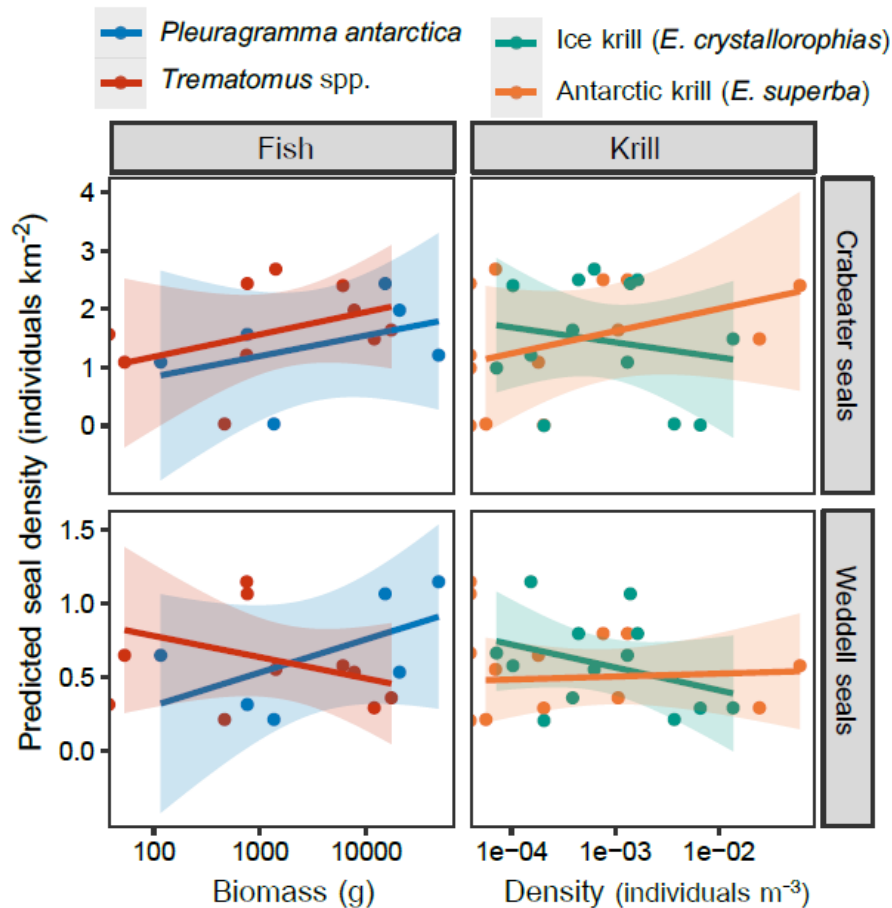 Pleuragramma antarctica
Trematomus spp.
Ice krill (E. crystallorophias)
Antarctic krill (E. superba)
Fish
Krill
Predicted seal density (individuals km⁻²)
4
3
2
1
0
Crabeater seals
1.5
1.0
0.5
0.0
Weddell seals
100
1000
10000
1e−04
1e−03
1e−02
Biomass (g)
Density (individuals m⁻³)